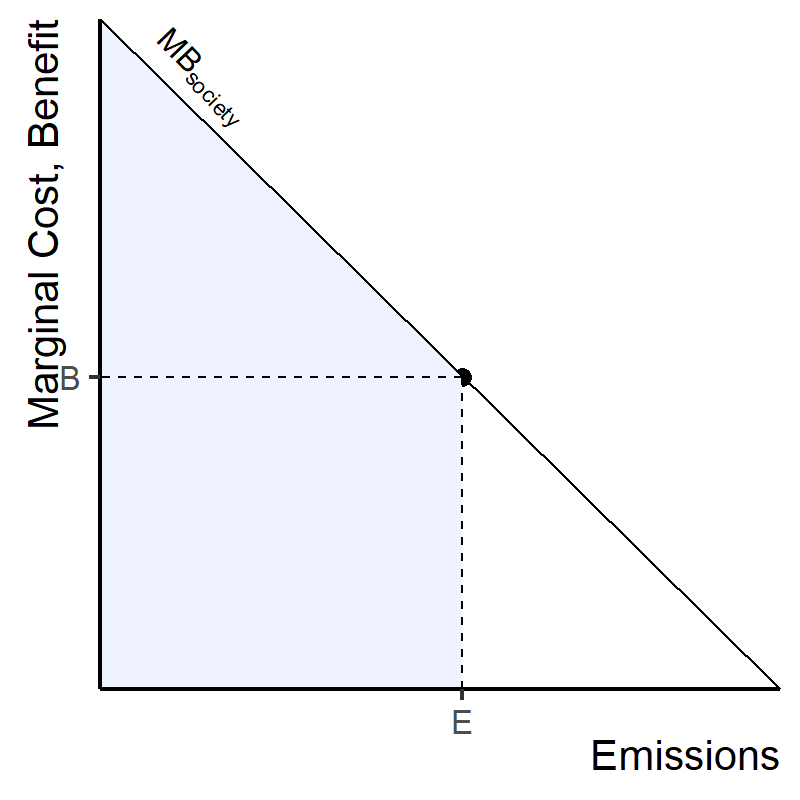 Marginal Cost, Benefit
MBsociety
B
E
Emissions